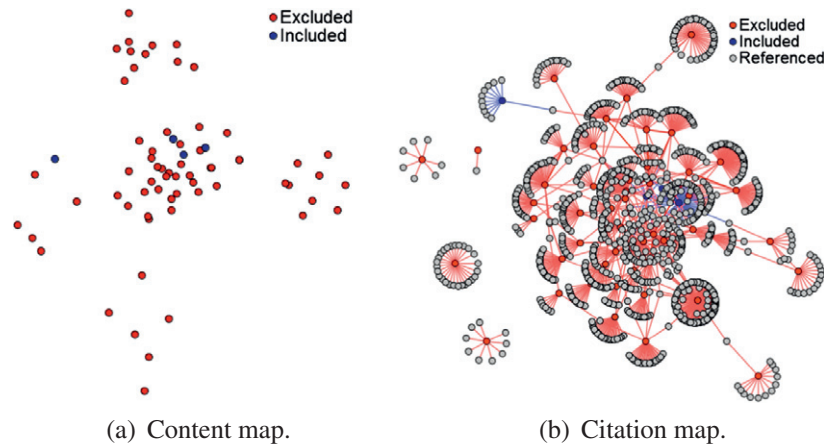 Excluded
Included
Excluded
Included
Referenced
(a) Content map.
(b) Citation map.